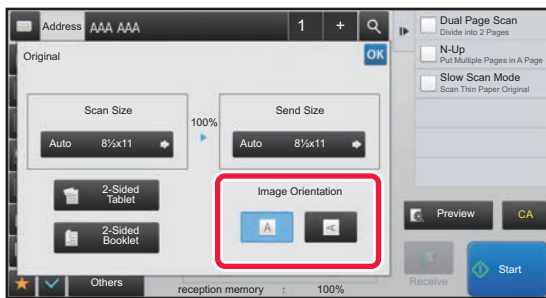 Address AAA AAA 1 +
Original
OK
Scan Size
100%
Send Size
Auto 8½x11
Auto 8½x11
2-Sided
Tablet
2-Sided
Booklet
Image Orientation
A A
Others
reception memory : 100%
Dual Page Scan
Divide into 2 Pages
N-Up
Put Multiple Pages in A Page
Slow Scan Mode
Scan Thin Paper Original
Preview
CA
Receive
Start